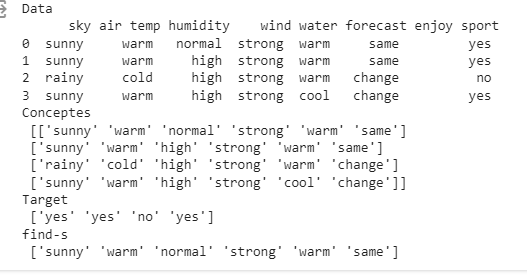 Data
sky air temp humidity wind water forecast enjoy sport
0 sunny warm normal strong warm same yes
1 sunny warm high strong warm same yes
2 rainy cold high strong warm change no
3 sunny warm high strong cool change yes
Conceptes
[['sunny' 'warm' 'normal' 'strong' 'warm' 'same']
['sunny' 'warm' 'high' 'strong' 'warm' 'same']
['rainy' 'cold' 'high' 'strong' 'warm' 'change']
['sunny' 'warm' 'high' 'strong' 'cool' 'change']]
Target
['yes' 'yes' 'no' 'yes']
find-s
['sunny' 'warm' 'normal' 'strong' 'warm' 'same']